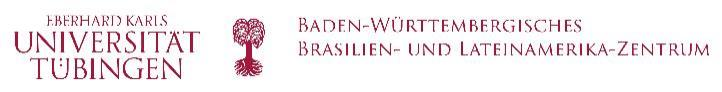 EBERHARD KARLS
UNIVERSITÄT
TÜBINGEN
BADEN-WÜRTTEMBERGISCHES
BRASILIEN- UND LATEINAMERIKA-ZENTRUM